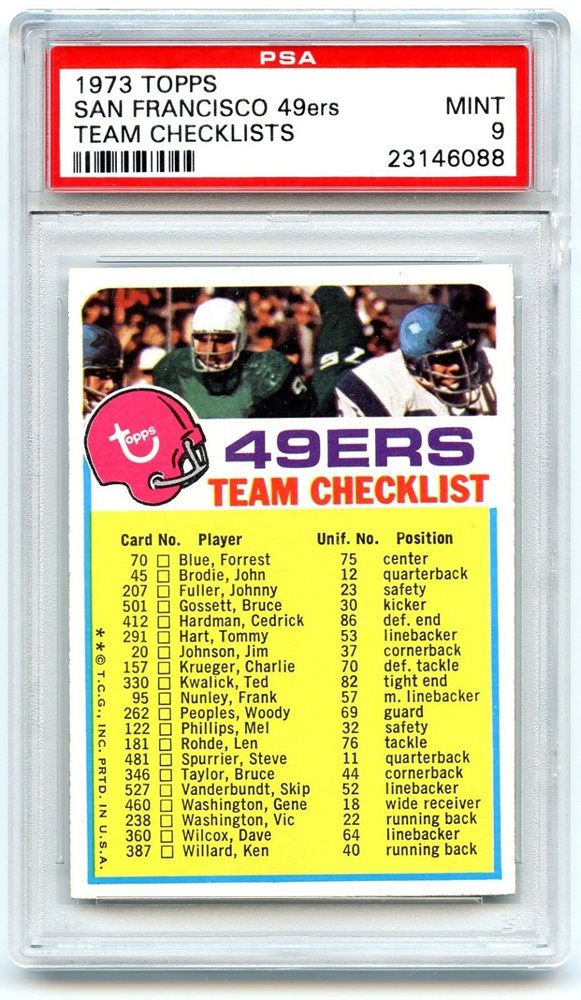 PSA
1973 TOPPS
SAN FRANCISCO 49ers MINT
TEAM CHECKLISTS 9
23146088
topps
49ERS
TEAM CHECKLIST
Card No. Player Unif. No. Position
70 Blue, Forrest 75 center
45 Brodie, John 12 quarterback
207 Fuller, Johnny 23 safety
501 Gossett, Bruce 30 kicker
412 Hardman, Cedrick 86 def. end
291 Hart, Tommy 53 linebacker
20 Johnson, Jim 37 cornerback
157 Krueger, Charlie 70 def. tackle
330 Kwalick, Ted 82 tight end
95 Nunley, Frank 57 m. linebacker
262 Peoples, Woody 69 guard
122 Phillips, Mel 32 safety
181 Rohde, Len 76 tackle
481 Spurrier, Steve 11 quarterback
346 Taylor, Bruce 44 cornerback
527 Vanderbundt, Skip 52 linebacker
460 Washington, Gene 18 wide receiver
238 Washington, Vic 22 running back
360 Wilcox, Dave 64 linebacker
387 Willard, Ken 40 running back
**© T.C.G., INC. PRTD. IN U.S.A.